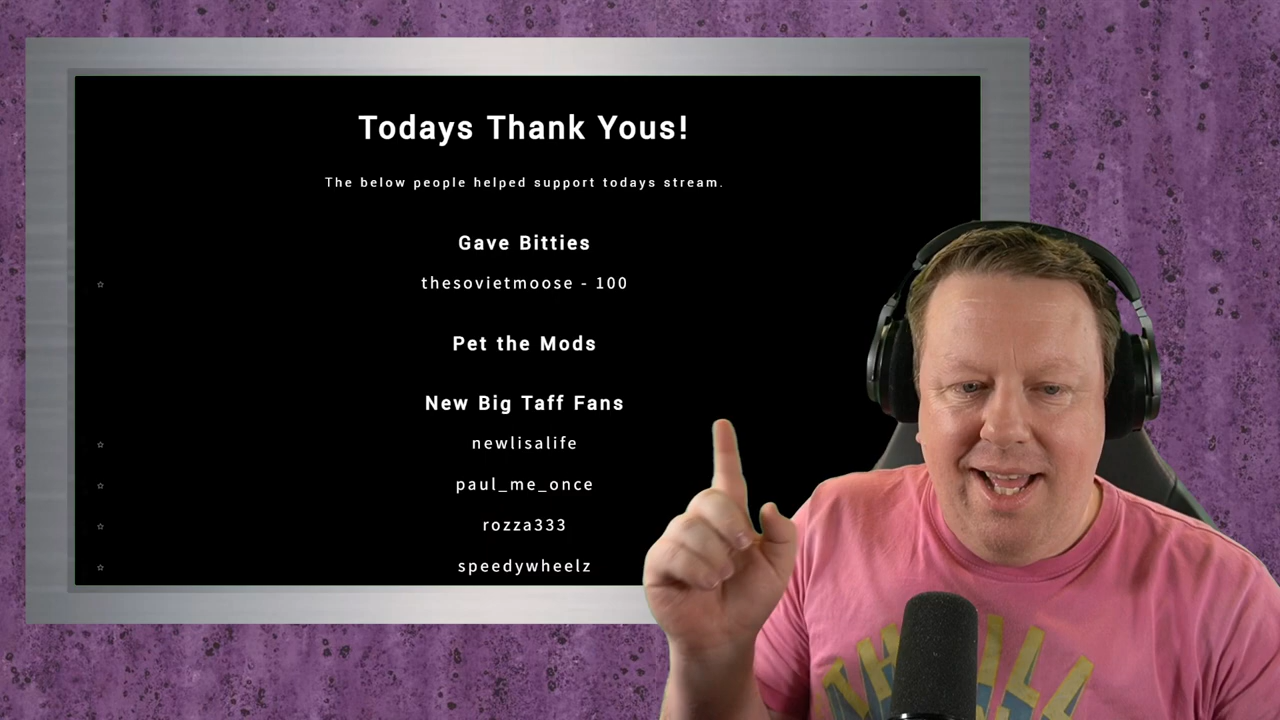 Todays Thank Yous!
The below people helped support todays stream.
Gave Bitties
thesovietmoose - 100
Pet the Mods
New Big Taff Fans
newlisalife
paul_me_once
rozza333
speedywheelz